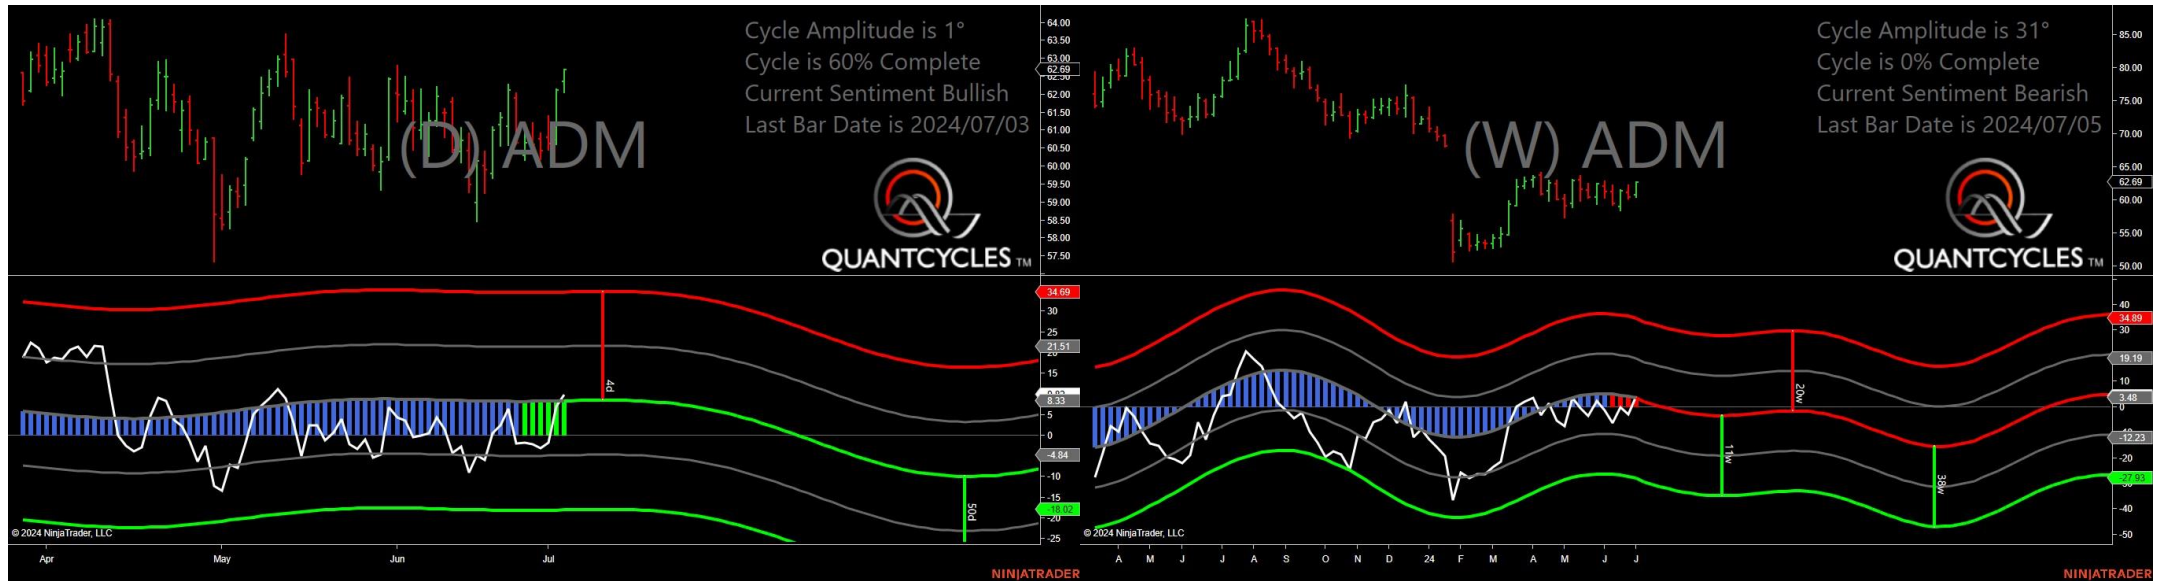 Cycle Amplitude is 1°
Cycle is 60% Complete
Current Sentiment Bullish
Last Bar Date is 2024/07/03
(D) ADM
QUANTCYCLES TM
64.00
63.50
63.00
62.69
62.50
62.00
61.50
61.00
60.50
60.00
59.50
59.00
58.50
58.00
57.50
34.69
30
25
21.51
20
15
8.33
5
0
-4.84
-10
-15
-18.02
-20
-25
4d
50d
© 2024 NinjaTrader, LLC
Apr May Jun Jul
NINJATRADER
Cycle Amplitude is 31°
Cycle is 0% Complete
Current Sentiment Bearish
Last Bar Date is 2024/07/05
(W) ADM
QUANTCYCLES TM
85.00
80.00
75.00
70.00
65.00
62.69
60.00
55.00
50.00
40
34.89
30
19.19
10
3.48
0
-12.23
-20
-27.93
-40
-50
20w
11w
38w
© 2024 NinjaTrader, LLC
A M J J A S O N D 24 F M A M J J
NINJATRADER